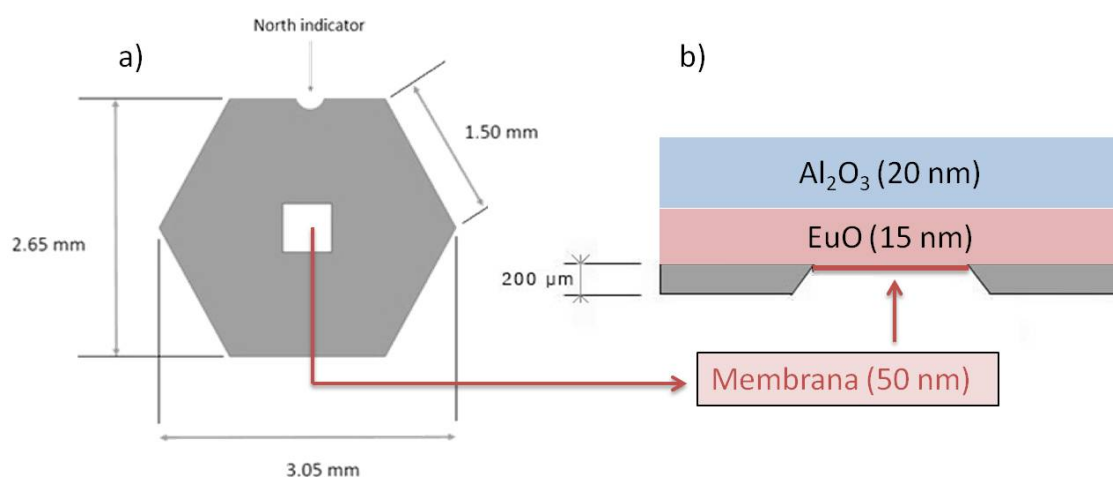 North indicator
a)
b)
1.50 mm
2.65 mm
3.05 mm
Al₂O₃ (20 nm)
EuO (15 nm)
200 µm
Membrana (50 nm)